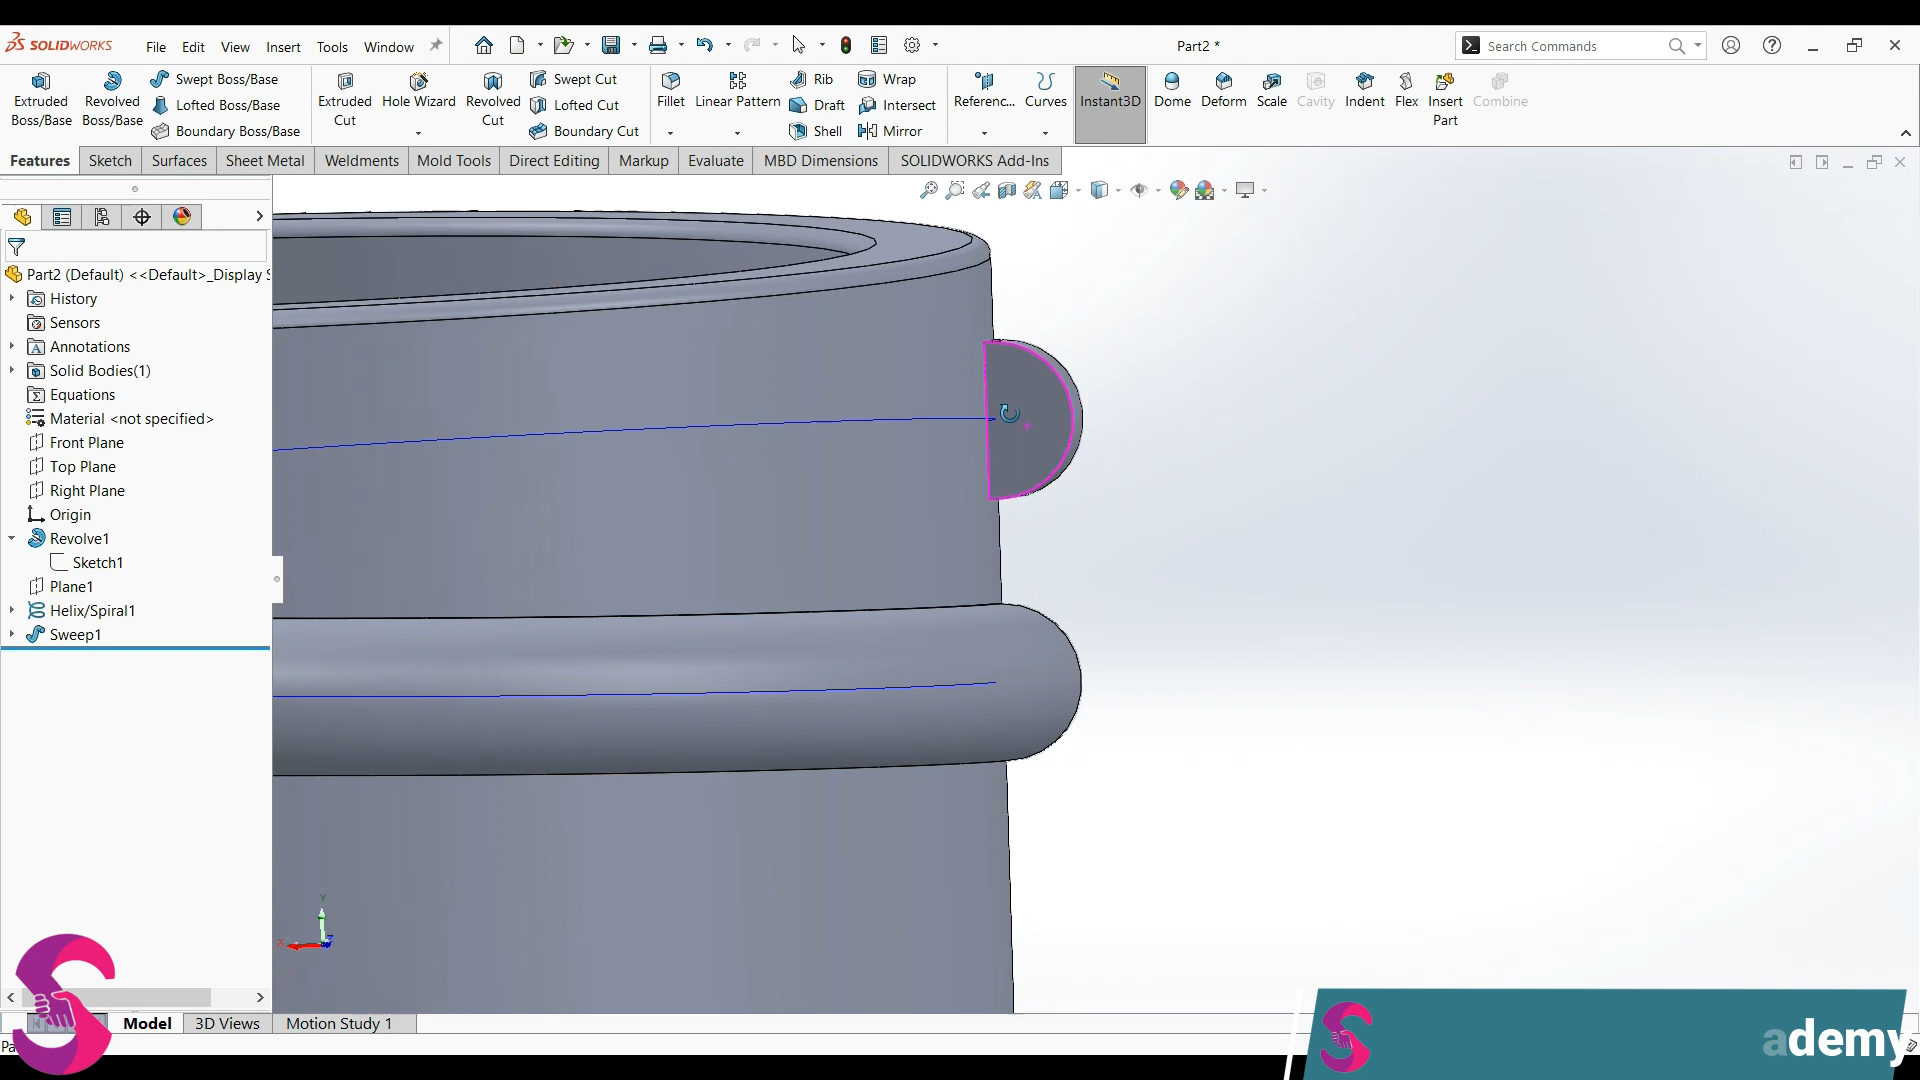 SOLIDWORKS File Edit View Insert Tools Window Part2 * Search Commands
Extruded Boss/Base Revolved Boss/Base Swept Boss/Base Lofted Boss/Base Boundary Boss/Base Extruded Cut Hole Wizard Revolved Cut Swept Cut Lofted Cut Boundary Cut Fillet Linear Pattern Rib Draft Shell Wrap Intersect Mirror Referenc... Curves Instant3D Dome Deform Scale Cavity Indent Flex Insert Part Combine
Features Sketch Surfaces Sheet Metal Weldments Mold Tools Direct Editing Markup Evaluate MBD Dimensions SOLIDWORKS Add-Ins
Part2 (Default) <<Default>_Display S
History
Sensors
Annotations
Solid Bodies(1)
Equations
Material <not specified>
Front Plane
Top Plane
Right Plane
Origin
Revolve1
Sketch1
Plane1
Helix/Spiral1
Sweep1
Y
X
Model 3D Views Motion Study 1
Pa
ademy